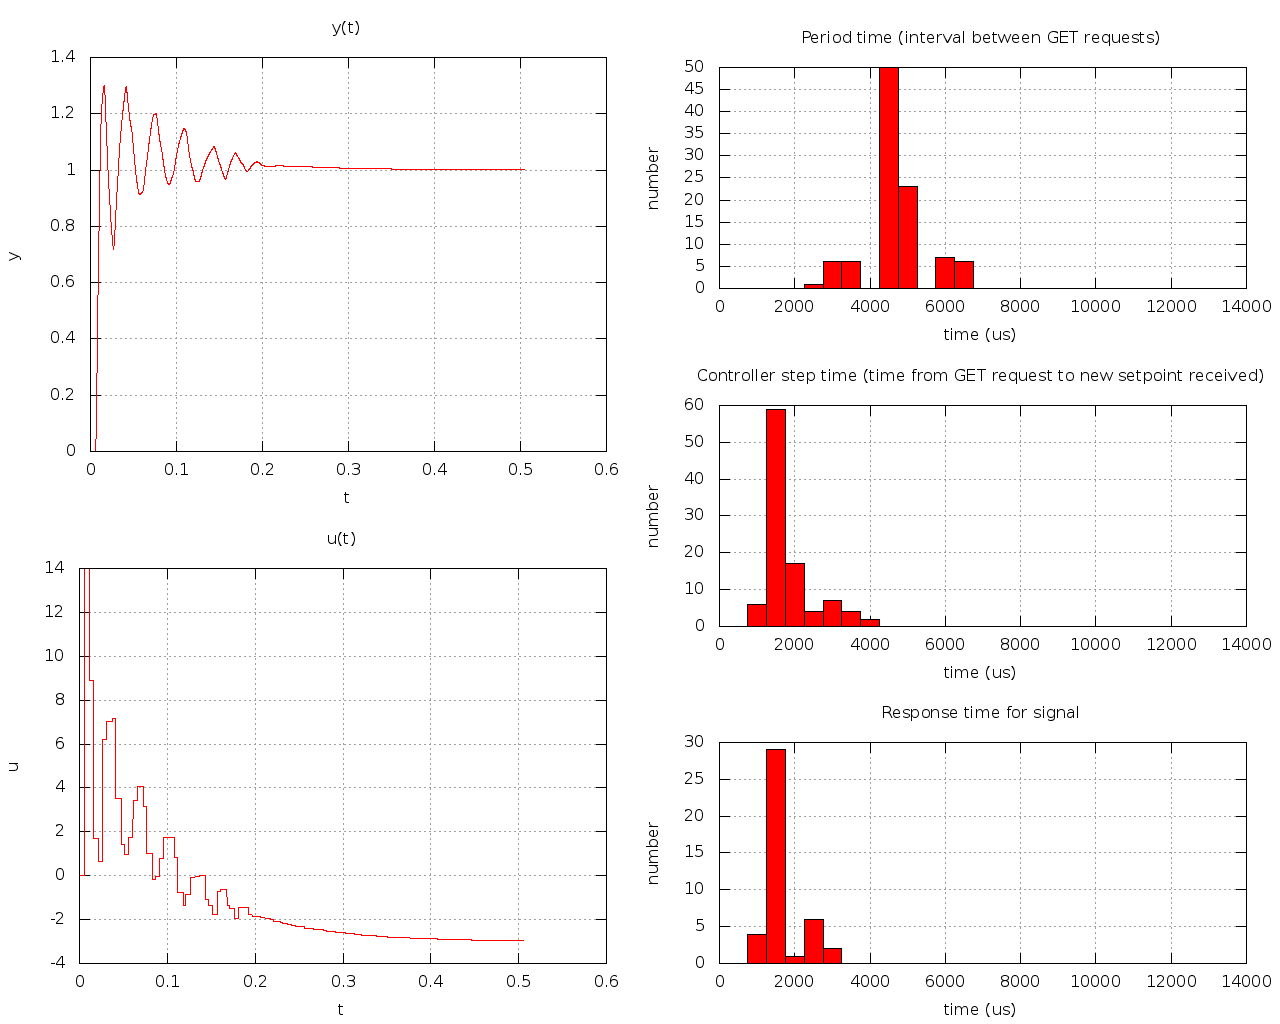 y(t)
1.4
1.2
1
0.8
0.6
0.4
0.2
0
y
0 0.1 0.2 0.3 0.4 0.5 0.6
t
u(t)
14
12
10
8
6
4
2
0
-2
-4
u
0 0.1 0.2 0.3 0.4 0.5 0.6
t
Period time (interval between GET requests)
50
45
40
35
30
25
20
15
10
5
0
number
0 2000 4000 6000 8000 10000 12000 14000
time (us)
Controller step time (time from GET request to new setpoint received)
60
50
40
30
20
10
0
number
0 2000 4000 6000 8000 10000 12000 14000
time (us)
Response time for signal
30
25
20
15
10
5
0
number
0 2000 4000 6000 8000 10000 12000 14000
time (us)